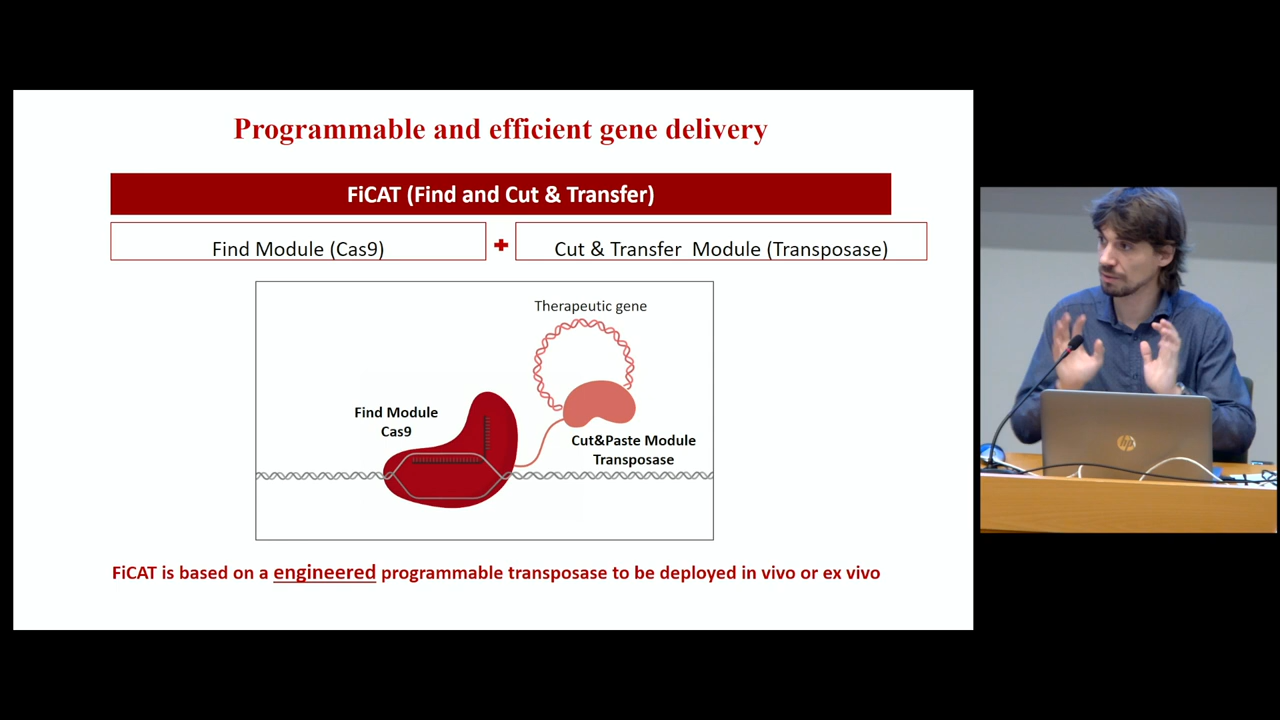 Programmable and efficient gene delivery
FiCAT (Find and Cut & Transfer)
Find Module (Cas9)
+
Cut & Transfer Module (Transposase)
Therapeutic gene
Find Module
Cas9
Cut&Paste Module
Transposase
FiCAT is based on a engineered programmable transposase to be deployed in vivo or ex vivo
hp